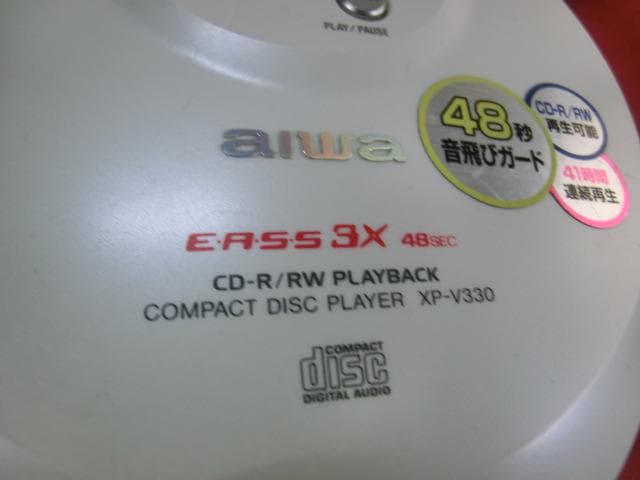 PLAY/PAUSE
aiwa
48秒
音飛びガード
CD-R/RW
再生可能
41時間
連続再生
E·A·S·S 3X 48SEC
CD-R/RW PLAYBACK
COMPACT DISC PLAYER XP-V330
COMPACT
disc
DIGITAL AUDIO